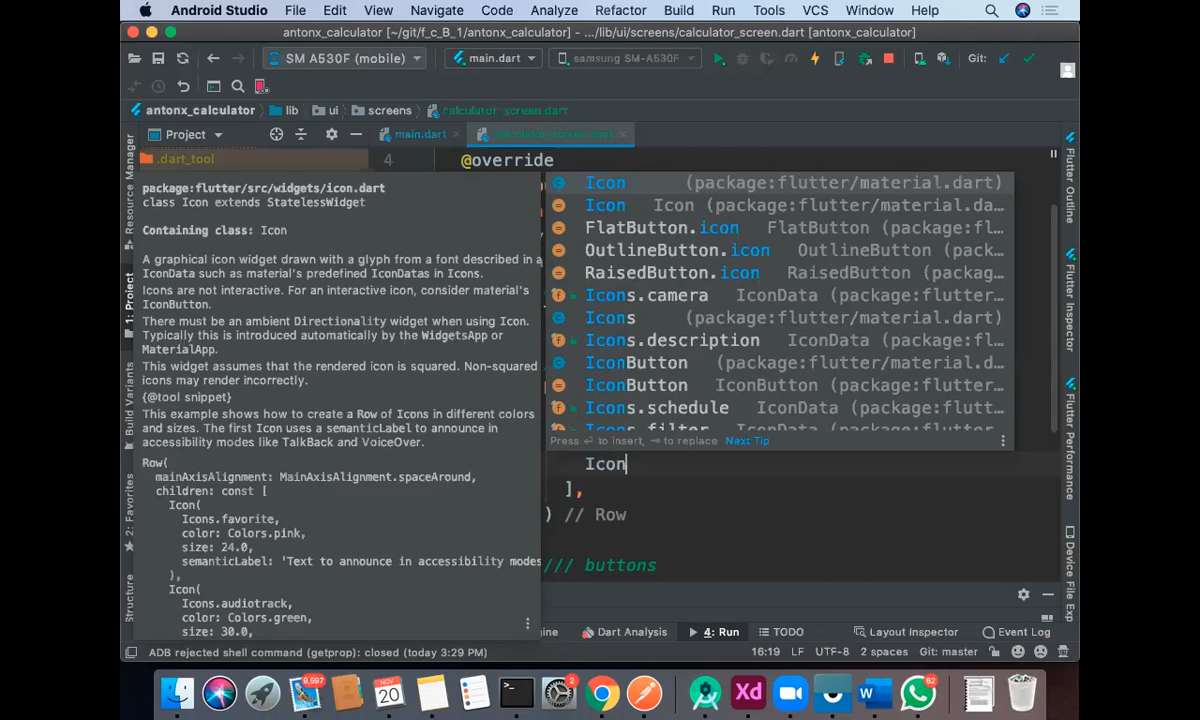 Android Studio File Edit View Navigate Code Analyze Refactor Build Run Tools VCS Window Help
antonx_calculator [~/git/f_c_B_1/antonx_calculator] - .../lib/ui/screens/calculator_screen.dart [antonx_calculator]
SM A530F (mobile) main.dart samsung SM-A530F Git:
antonx_calculator lib ui screens calculator_screen.dart
Project main.dart calculator_screen.dart
.dart_tool 4 @override
package:flutter/src/widgets/icon.dart
class Icon extends StatelessWidget
Containing class: Icon
A graphical icon widget drawn with a glyph from a font described in a
IconData such as material's predefined IconDatas in Icons.
Icons are not interactive. For an interactive icon, consider material's
IconButton.
There must be an ambient Directionality widget when using Icon.
Typically this is introduced automatically by the WidgetsApp or
MaterialApp.
This widget assumes that the rendered icon is squared. Non-squared
icons may render incorrectly.
{@tool snippet}
This example shows how to create a Row of Icons in different colors
and sizes. The first Icon uses a semanticLabel to announce in
accessibility modes like TalkBack and VoiceOver.
Row(
mainAxisAlignment: MainAxisAlignment.spaceAround,
children: const [
Icon(
Icons.favorite,
color: Colors.pink,
size: 24.0,
semanticLabel: 'Text to announce in accessibility modes
),
Icon(
Icons.audiotrack,
color: Colors.green,
size: 30.0,
Icon (package:flutter/material.dart)
Icon Icon (package:flutter/material.da…
FlatButton.icon FlatButton (package:flutter…
OutlineButton.icon OutlineButton (pack…
RaisedButton.icon RaisedButton (package…
Icons.camera IconData (package:flutter…
Icons (package:flutter/material.dart)
Icons.description IconData (package:flutter…
IconButton (package:flutter/material.d…
IconButton IconButton (package:flutter…
Icons.schedule IconData (package:flutt…
Icons.filter IconData (package:flutter…
Press ⏎ to insert, ⇥ to replace Next Tip
Icon
],
) // Row
/// buttons
Resource Manager
1: Project
Build Variants
2: Favorites
Structure
Flutter Outline
Flutter Inspector
Flutter Performance
Device File Exp
Dart Analysis 4: Run TODO Layout Inspector Event Log
ADB rejected shell command (getprop): closed (today 3:29 PM) 16:19 LF UTF-8 2 spaces Git: master
9,597 NOV 20 2 Xd W 62